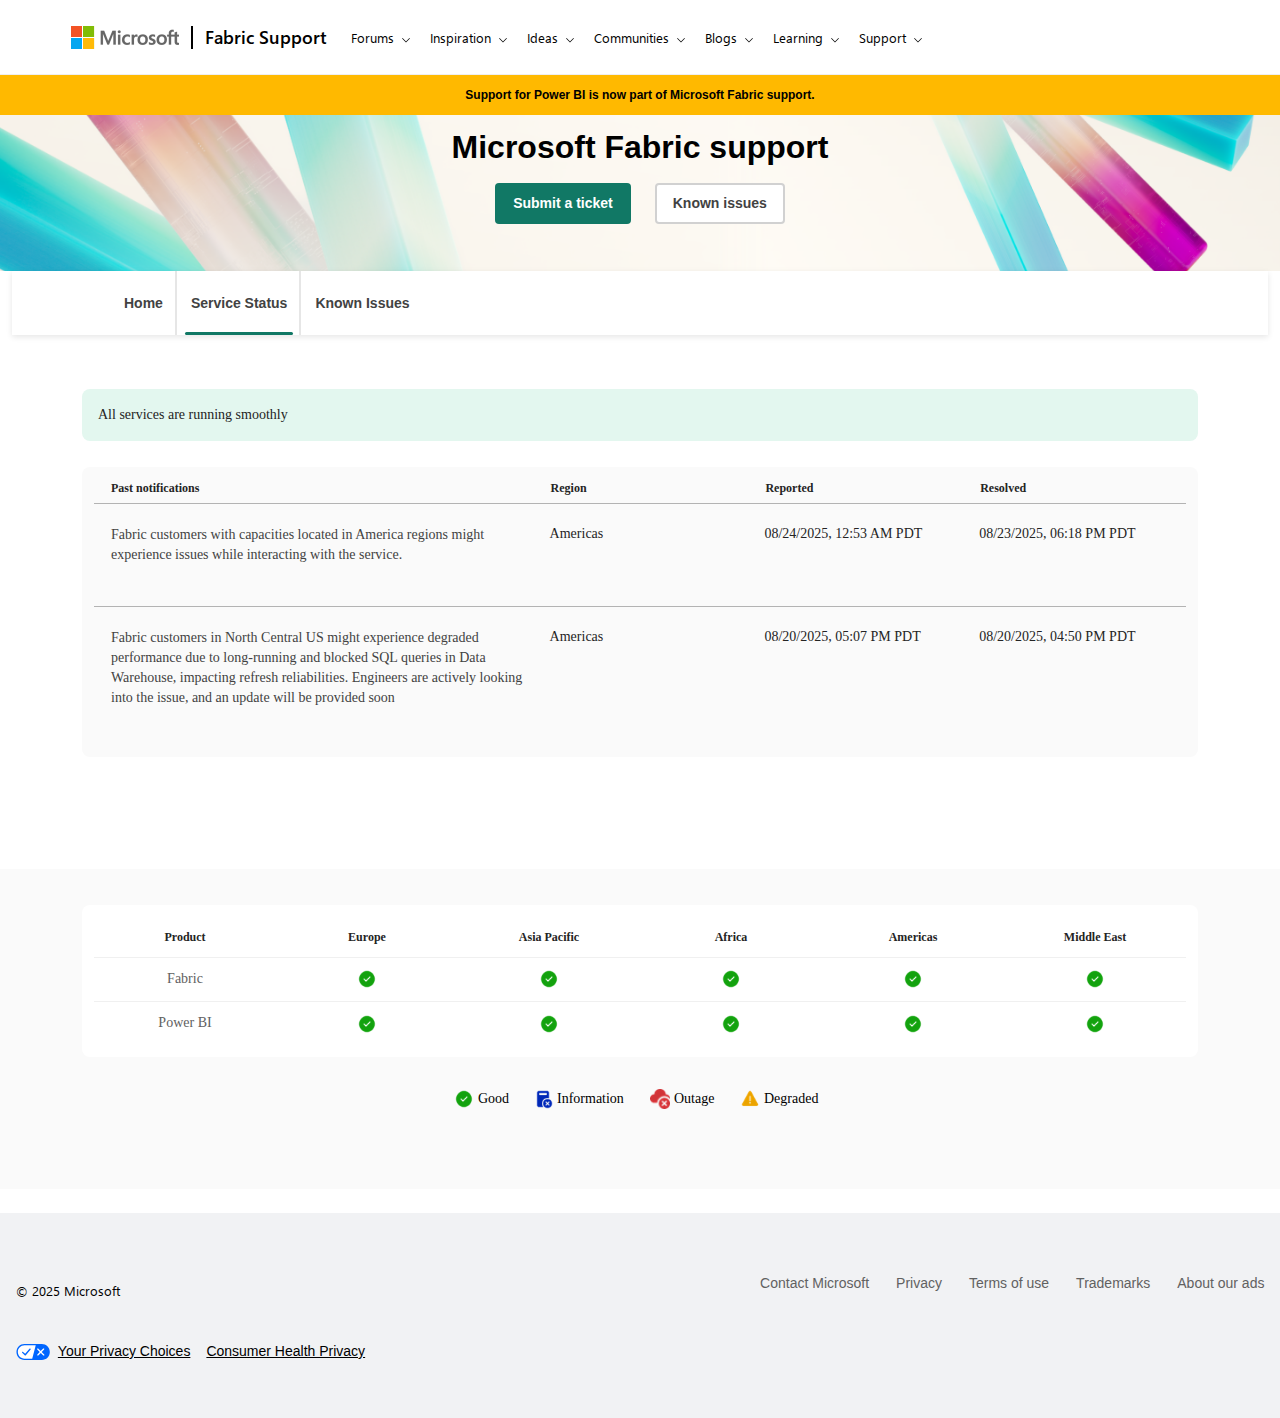 Microsoft
Fabric Support
Forums
Inspiration
Ideas
Communities
Blogs
Learning
Support
Support for Power BI is now part of Microsoft Fabric support.
Microsoft Fabric support
Submit a ticket
Known issues
Home
Service Status
Known Issues
All services are running smoothly
Past notifications Region Reported Resolved
Fabric customers with capacities located in America regions might
experience issues while interacting with the service.
Americas
08/24/2025, 12:53 AM PDT
08/23/2025, 06:18 PM PDT
Fabric customers in North Central US might experience degraded
performance due to long-running and blocked SQL queries in Data
Warehouse, impacting refresh reliabilities. Engineers are actively looking
into the issue, and an update will be provided soon
Americas
08/20/2025, 05:07 PM PDT
08/20/2025, 04:50 PM PDT
Product Europe Asia Pacific Africa Americas Middle East
Fabric
Power BI
Good Information Outage Degraded
Contact Microsoft Privacy Terms of use Trademarks About our ads
© 2025 Microsoft
Your Privacy Choices Consumer Health Privacy